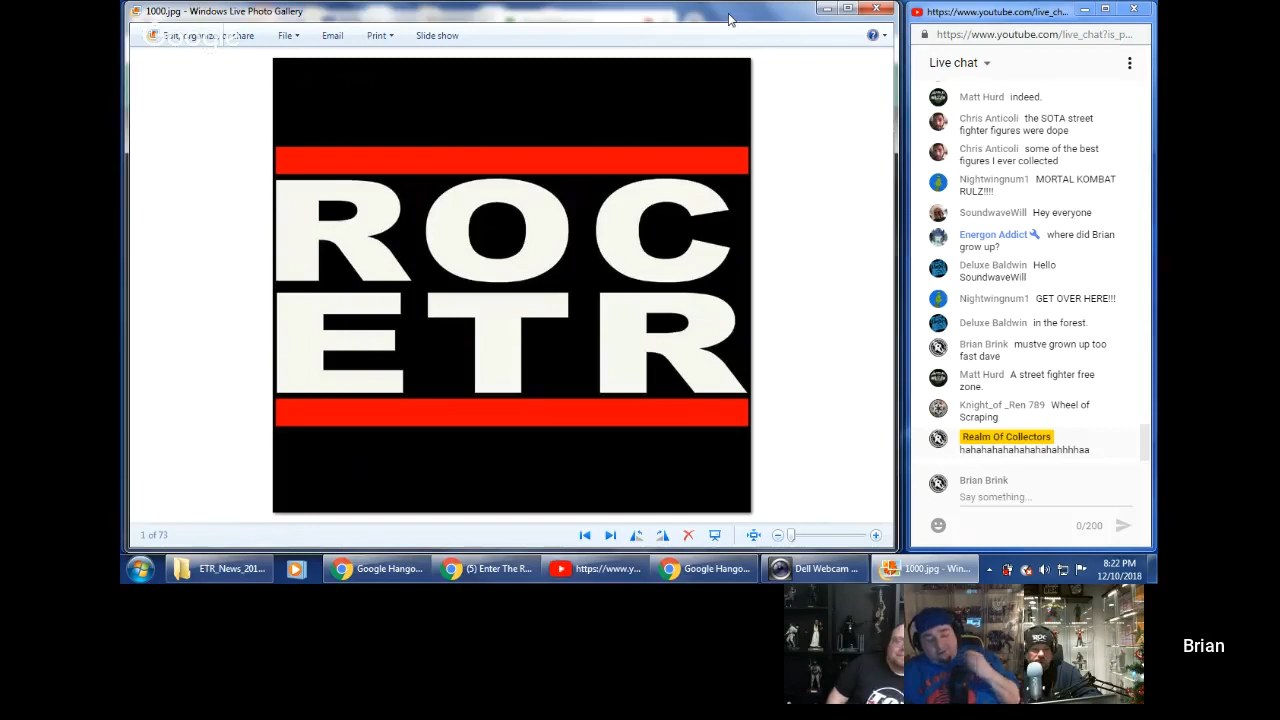 1000.jpg - Windows Live Photo Gallery
Google
File
Email
Print
Slide show
ROC
ETR
1 of 73
https://www.youtube.com/live_ch...
https://www.youtube.com/live_chat?is_p...
Live chat
Matt Hurd indeed.
Chris Anticoli the SOTA street
fighter figures were dope
Chris Anticoli some of the best
figures I ever collected
Nightwingnum1 MORTAL KOMBAT
RULZ!!!!
SoundwaveWill Hey everyone
Energon Addict where did Brian
grow up?
Deluxe Baldwin Hello
SoundwaveWill
Nightwingnum1 GET OVER HERE!!!
Deluxe Baldwin in the forest.
Brian Brink mustve grown up too
fast dave
Matt Hurd A street fighter free
zone.
Knight_of _Ren 789 Wheel of
Scraping
Realm Of Collectors
hahahahahahahahahhhhaa
Brian Brink
Say something...
0/200
ETR_News_201...
Google Hango...
(5) Enter The R...
https://www.y...
Google Hango...
Dell Webcam ...
1000.jpg - Win...
8:22 PM
12/10/2018
ROC
Brian